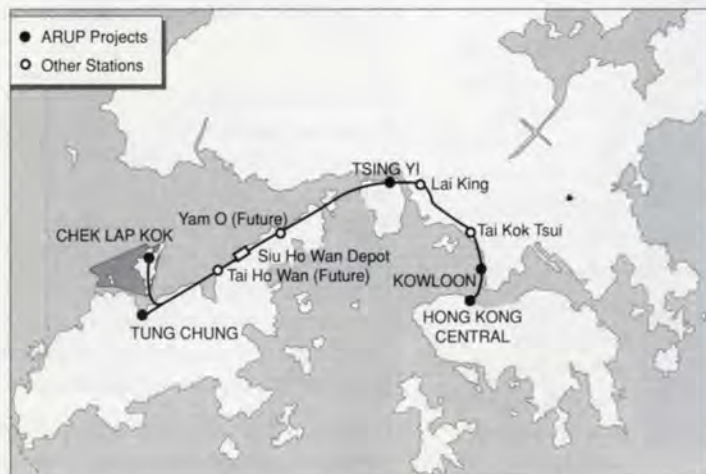 ARUP Projects
Other Stations
TSING YI
Lai King
Yam O (Future)
Tai Kok Tsui
CHEK LAP KOK
Siu Ho Wan Depot
Tai Ho Wan (Future)
KOWLOON
TUNG CHUNG
HONG KONG
CENTRAL